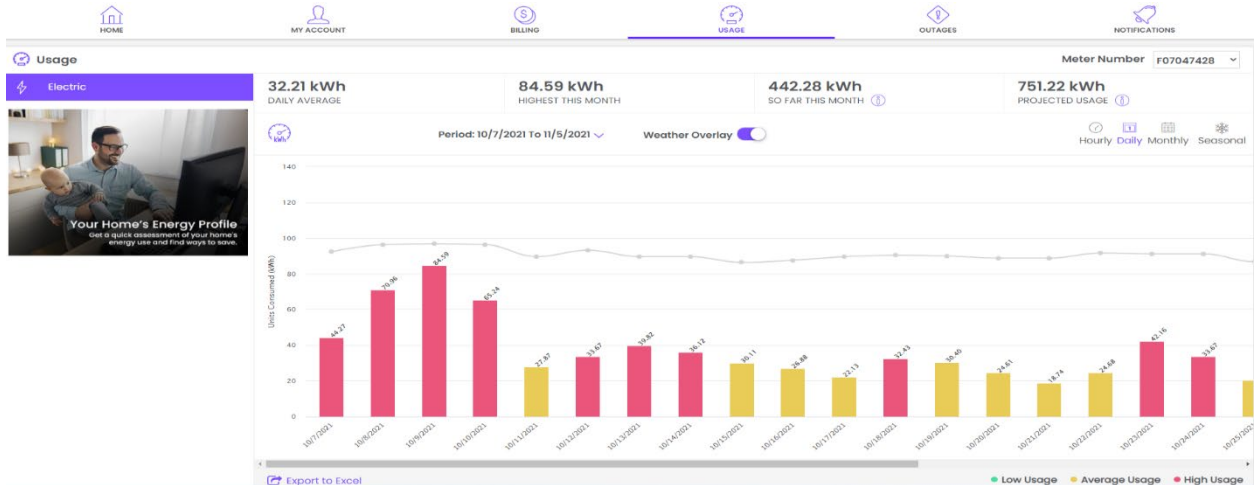 HOME MY ACCOUNT BILLING USAGE OUTAGES NOTIFICATIONS
Usage
Meter Number F07047428
Electric
32.21 kWh 84.59 kWh 442.28 kWh 751.22 kWh
DAILY AVERAGE HIGHEST THIS MONTH SO FAR THIS MONTH PROJECTED USAGE
kWh
Period: 10/7/2021 To 11/5/2021
Weather Overlay
Hourly Daily Monthly Seasonal
Your Home's Energy Profile
Get a quick assessment of your home's
energy use and find ways to save.
Units Consumed (kWh)
140
120
100
80
60
40
20
0
44.27 84.59 65.24 27.87 33.67 39.82 36.12 30.11 26.88 22.13 32.43 30.40 24.61 18.74 24.68 42.16 33.67
10/7/2021 10/8/2021 10/9/2021 10/10/2021 10/11/2021 10/12/2021 10/13/2021 10/14/2021 10/15/2021 10/16/2021 10/17/2021 10/18/2021 10/19/2021 10/20/2021 10/21/2021 10/22/2021 10/23/2021 10/24/2021
Export to Excel
Low Usage Average Usage High Usage